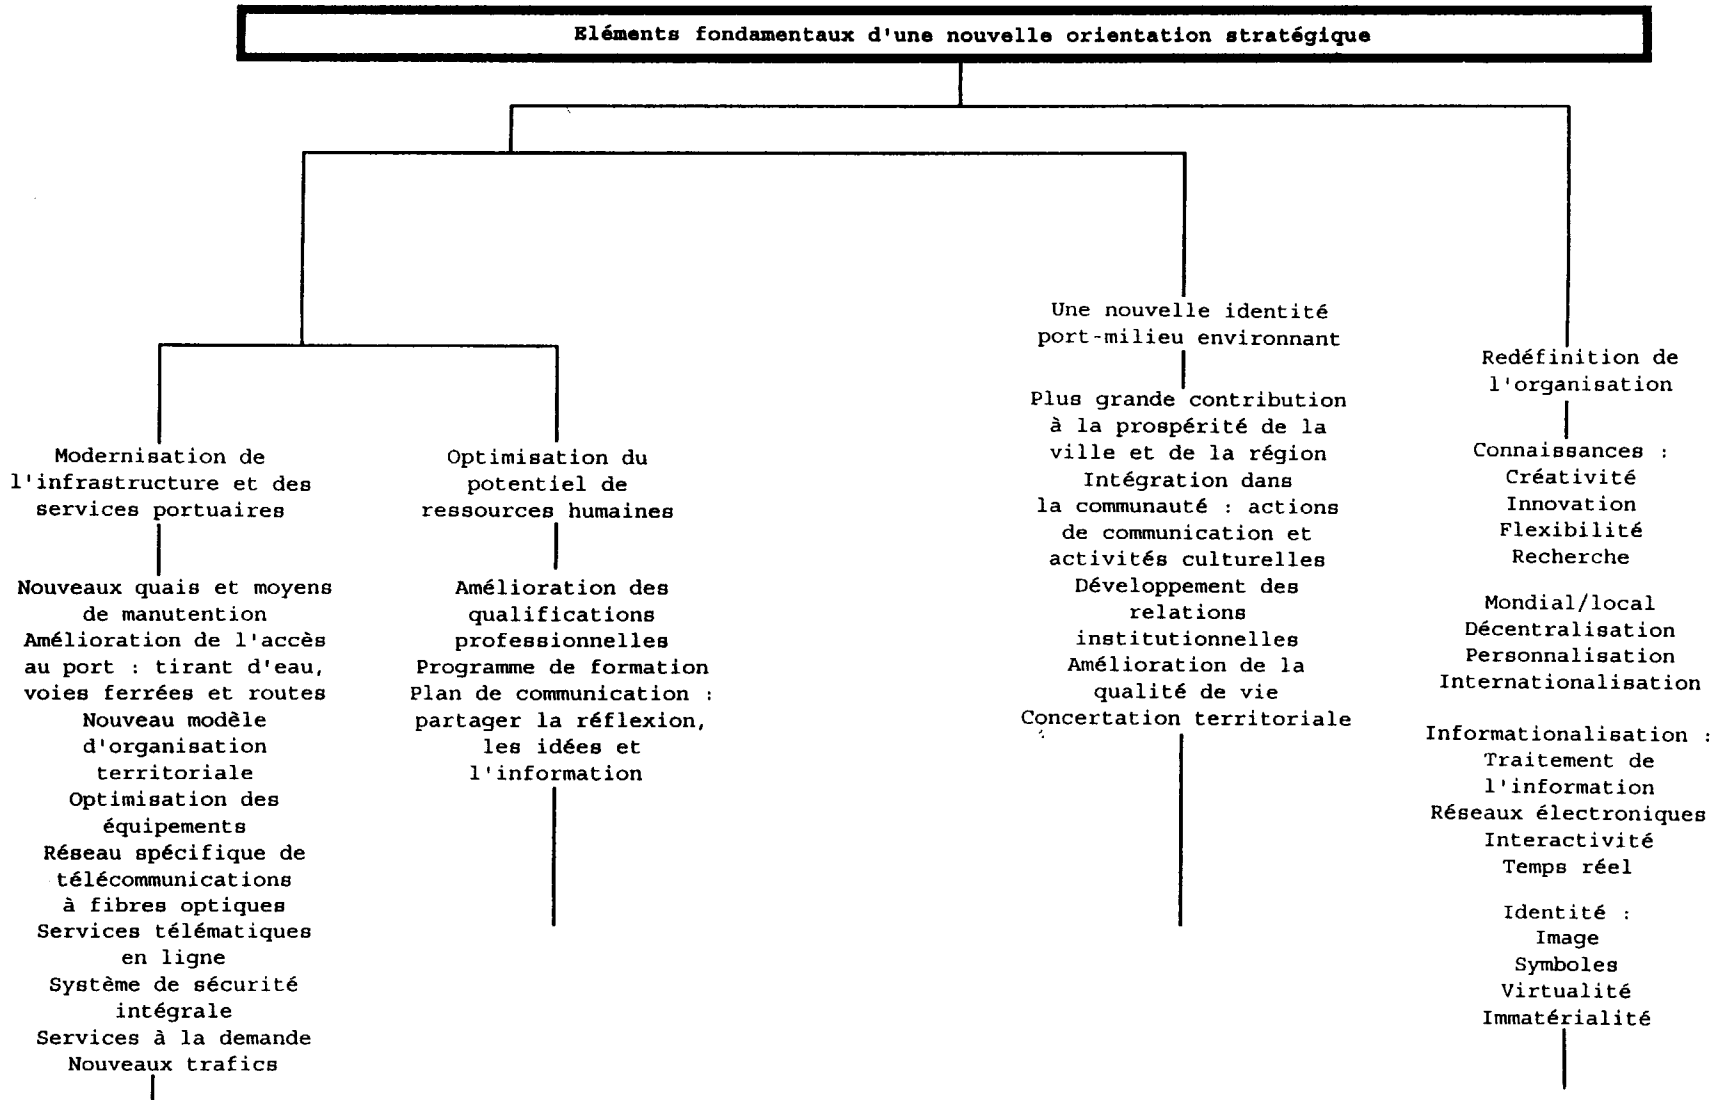 Eléments fondamentaux d'une nouvelle orientation stratégique
Modernisation de
l'infrastructure et des
services portuaires
Nouveaux quais et moyens
de manutention
Amélioration de l'accès
au port : tirant d'eau,
voies ferrées et routes
Nouveau modèle
d'organisation
territoriale
Optimisation des
équipements
Réseau spécifique de
télécommunications
à fibres optiques
Services télématiques
en ligne
Système de sécurité
intégrale
Services à la demande
Nouveaux trafics
Optimisation du
potentiel de
ressources humaines
Amélioration des
qualifications
professionnelles
Programme de formation
Plan de communication :
partager la réflexion,
les idées et
l'information
Une nouvelle identité
port-milieu environnant
Plus grande contribution
à la prospérité de la
ville et de la région
Intégration dans
la communauté : actions
de communication et
activités culturelles
Développement des
relations
institutionnelles
Amélioration de la
qualité de vie
Concertation territoriale
Redéfinition de
l'organisation
Connaissances :
Créativité
Innovation
Flexibilité
Recherche
Mondial/local
Décentralisation
Personnalisation
Internationalisation
Informationalisation :
Traitement de
l'information
Réseaux électroniques
Interactivité
Temps réel
Identité :
Image
Symboles
Virtualité
Immatérialité